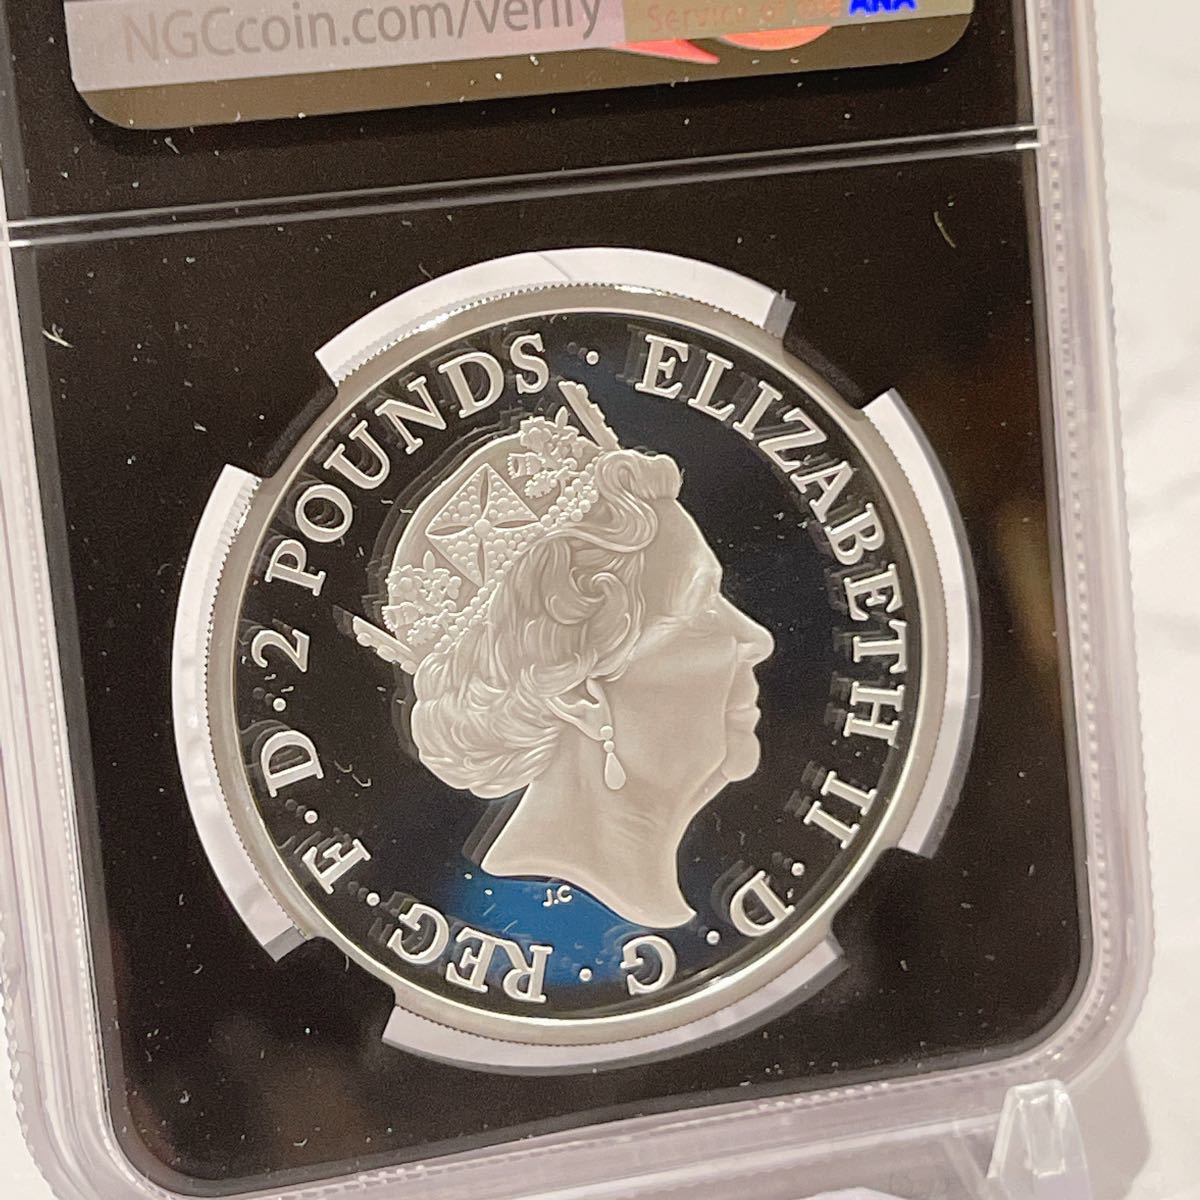 NGCcoin.com/verify
Service of the ANA
· ELIZABETH II · D · G · REG · F · D · 2 POUNDS
J.C